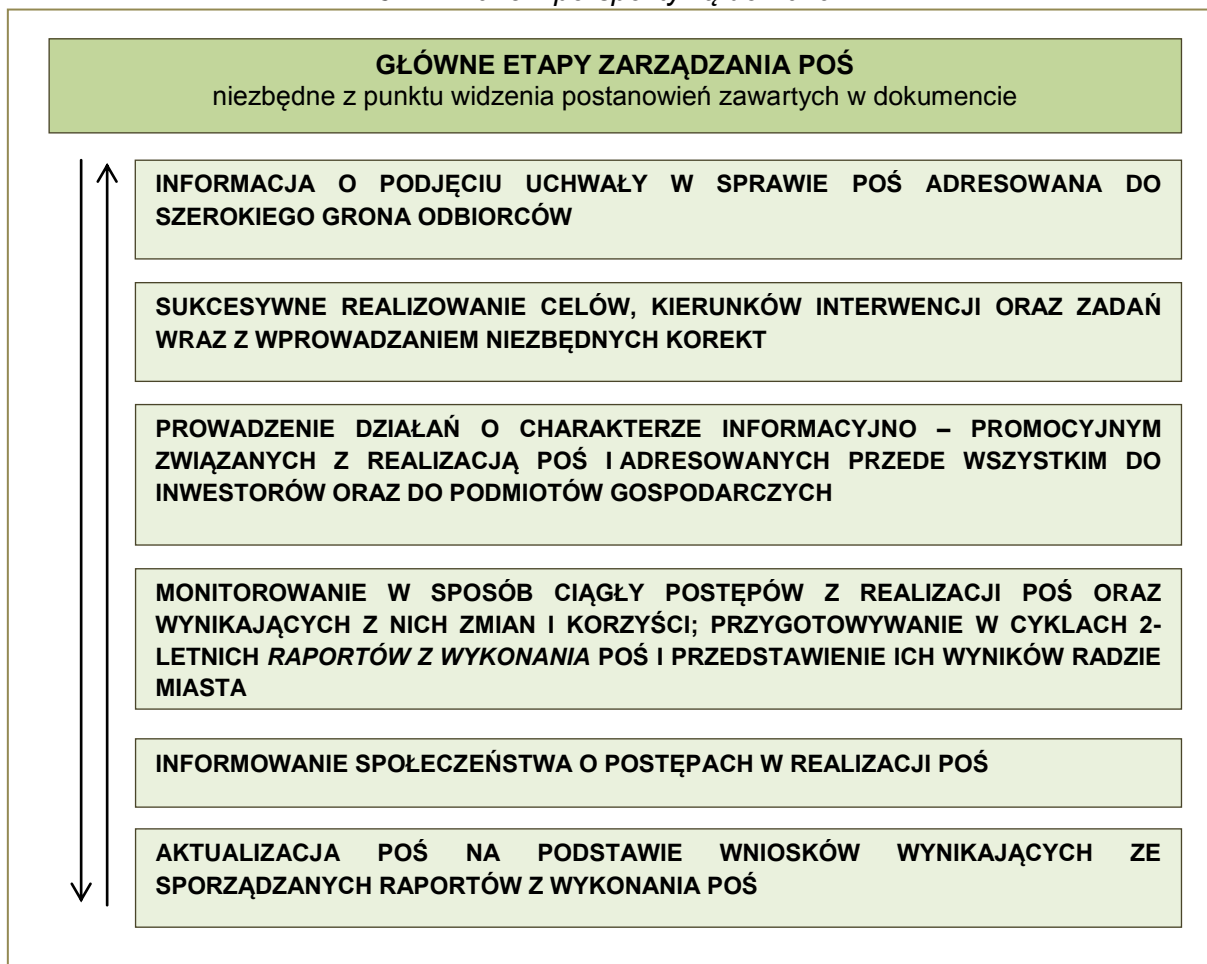 GŁÓWNE ETAPY ZARZĄDZANIA POŚ
niezbędne z punktu widzenia postanowień zawartych w dokumencie
INFORMACJA O PODJĘCIU UCHWAŁY W SPRAWIE POŚ ADRESOWANA DO
SZEROKIEGO GRONA ODBIORCÓW
SUKCESYWNE REALIZOWANIE CELÓW, KIERUNKÓW INTERWENCJI ORAZ ZADAŃ
WRAZ Z WPROWADZANIEM NIEZBĘDNYCH KOREKT
PROWADZENIE DZIAŁAŃ O CHARAKTERZE INFORMACYJNO – PROMOCYJNYM
ZWIĄZANYCH Z REALIZACJĄ POŚ I ADRESOWANYCH PRZEDE WSZYSTKIM DO
INWESTORÓW ORAZ DO PODMIOTÓW GOSPODARCZYCH
MONITOROWANIE W SPOSÓB CIĄGŁY POSTĘPÓW Z REALIZACJI POŚ ORAZ
WYNIKAJĄCYCH Z NICH ZMIAN I KORZYŚCI; PRZYGOTOWYWANIE W CYKLACH 2-
LETNICH RAPORTÓW Z WYKONANIA POŚ I PRZEDSTAWIENIE ICH WYNIKÓW RADZIE
MIASTA
INFORMOWANIE SPOŁECZEŃSTWA O POSTĘPACH W REALIZACJI POŚ
AKTUALIZACJA POŚ NA PODSTAWIE WNIOSKÓW WYNIKAJĄCYCH ZE
SPORZĄDZANYCH RAPORTÓW Z WYKONANIA POŚ